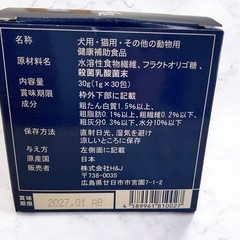 名称 犬用・猫用・その他の動物用
健康補助食品
原材料 水溶性食物繊維、フラクトオリゴ糖、
殺菌乳酸菌末
内容量 30g(1g×30包)
賞味期限 枠外下部に記載
成分 粗たん白質1.5%以上、
粗脂肪0.1%以上、粗繊維0.2%以下、
粗灰分0.3%以下、水分10%以下
保存方法 直射日光、湿気を避け
涼しいところに保存
与え方 左側面に記載
原産国 日本
販売者 株式会社H&J
〒738-0035
広島県廿日市市宮園7-1-2
賞味
期限 2027.01 AB
4589961810027